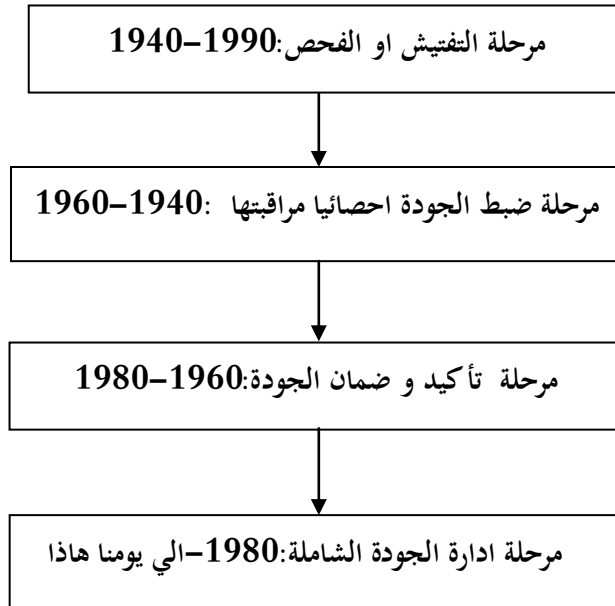 مرحلة التفتيش او الفحص:1990–1940
مرحلة ضبط الجودة احصائيا مراقبتها :1940–1960
مرحلة تأكيد و ضمان الجودة:1960–1980
مرحلة ادارة الجودة الشاملة:1980–الي يومنا هاذا